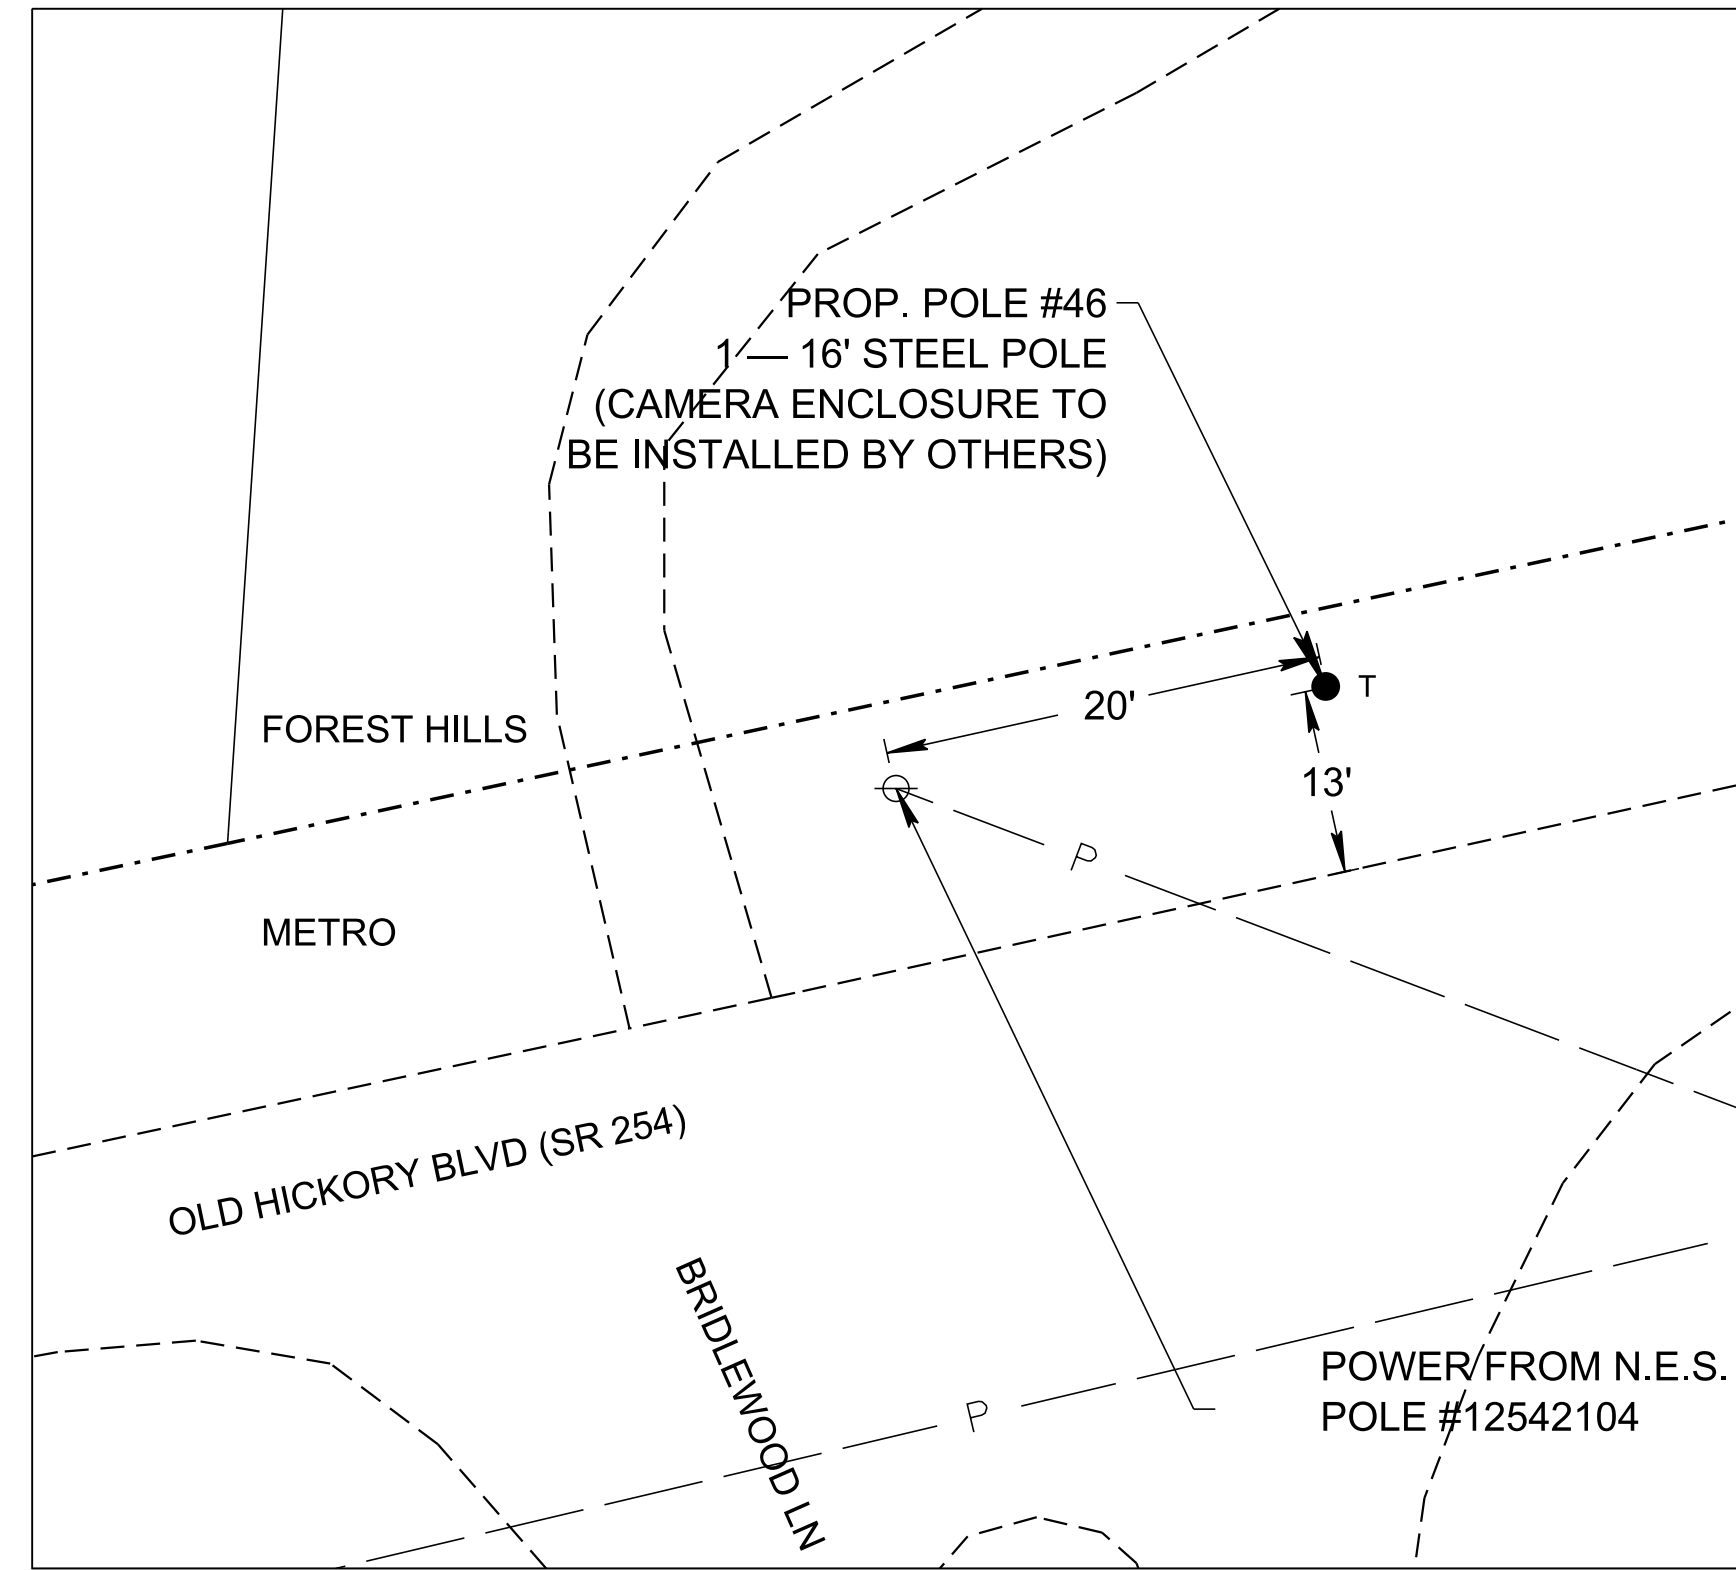 PROP. POLE #46
1 — 16' STEEL POLE
(CAMERA ENCLOSURE TO
BE INSTALLED BY OTHERS)
T
20'
13'
FOREST HILLS
P
METRO
OLD HICKORY BLVD (SR 254)
BRIDLEWOOD LN
P
POWER FROM N.E.S.
POLE #12542104